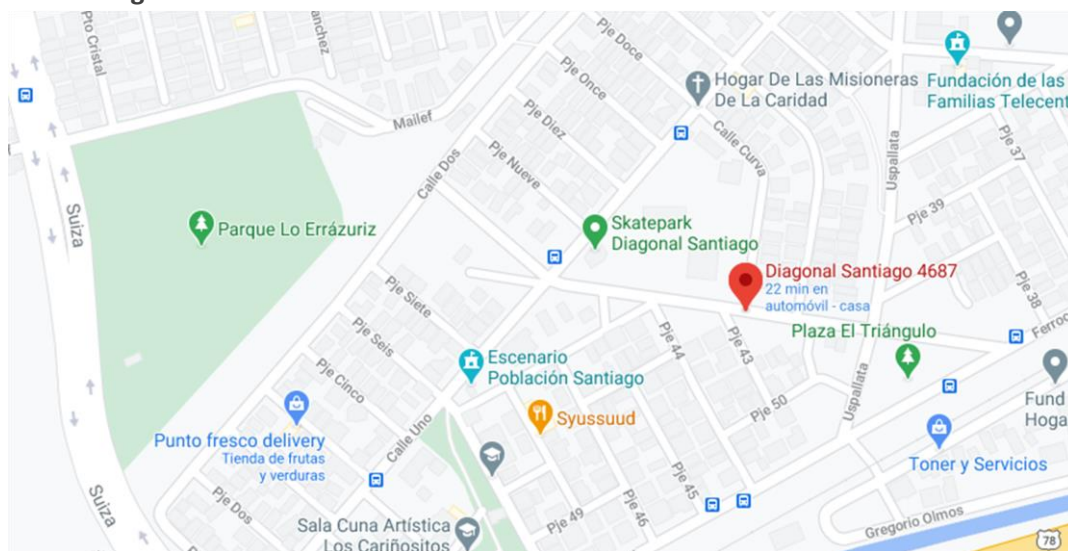 Pto Cristal
Pje Doce
Pje Once
Hogar De Las Misioneras
De La Caridad
Fundación de las
Familias Telecent
Mailef
Pje Diez
Calle Curva
Uspallata
Pje 37
Calle Dos
Pje Nueve
Suiza
Parque Lo Errázuriz
Skatepark
Diagonal Santiago
Pje 39
Diagonal Santiago 4687
22 min en
automóvil - casa
Pje Siete
Pje 38
Plaza El Triángulo
Ferroc
Pje Seis
Pje 44
Pje 43
Escenario
Población Santiago
Pje Cinco
Pje 50
Uspallata
Fund
Hoga
Syussuud
Punto fresco delivery
Tienda de frutas
y verduras
Calle Uno
Toner y Servicios
Suiza
Pje Dos
Pje 45
Pje 49
Pje 46
Sala Cuna Artística
Los Cariñositos
Gregorio Olmos
78